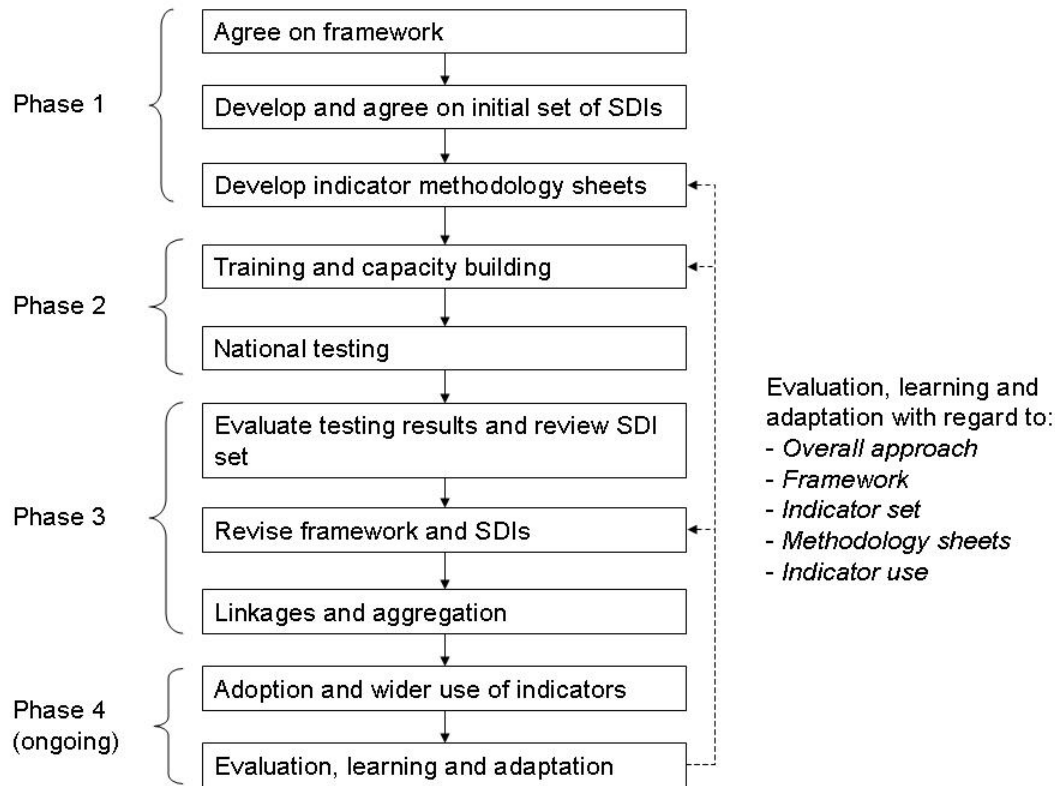 Phase 1
Agree on framework
Develop and agree on initial set of SDIs
Develop indicator methodology sheets
Phase 2
Training and capacity building
National testing
Phase 3
Evaluate testing results and review SDI
set
Revise framework and SDIs
Linkages and aggregation
Phase 4
(ongoing)
Adoption and wider use of indicators
Evaluation, learning and adaptation
Evaluation, learning and
adaptation with regard to:
- Overall approach
- Framework
- Indicator set
- Methodology sheets
- Indicator use